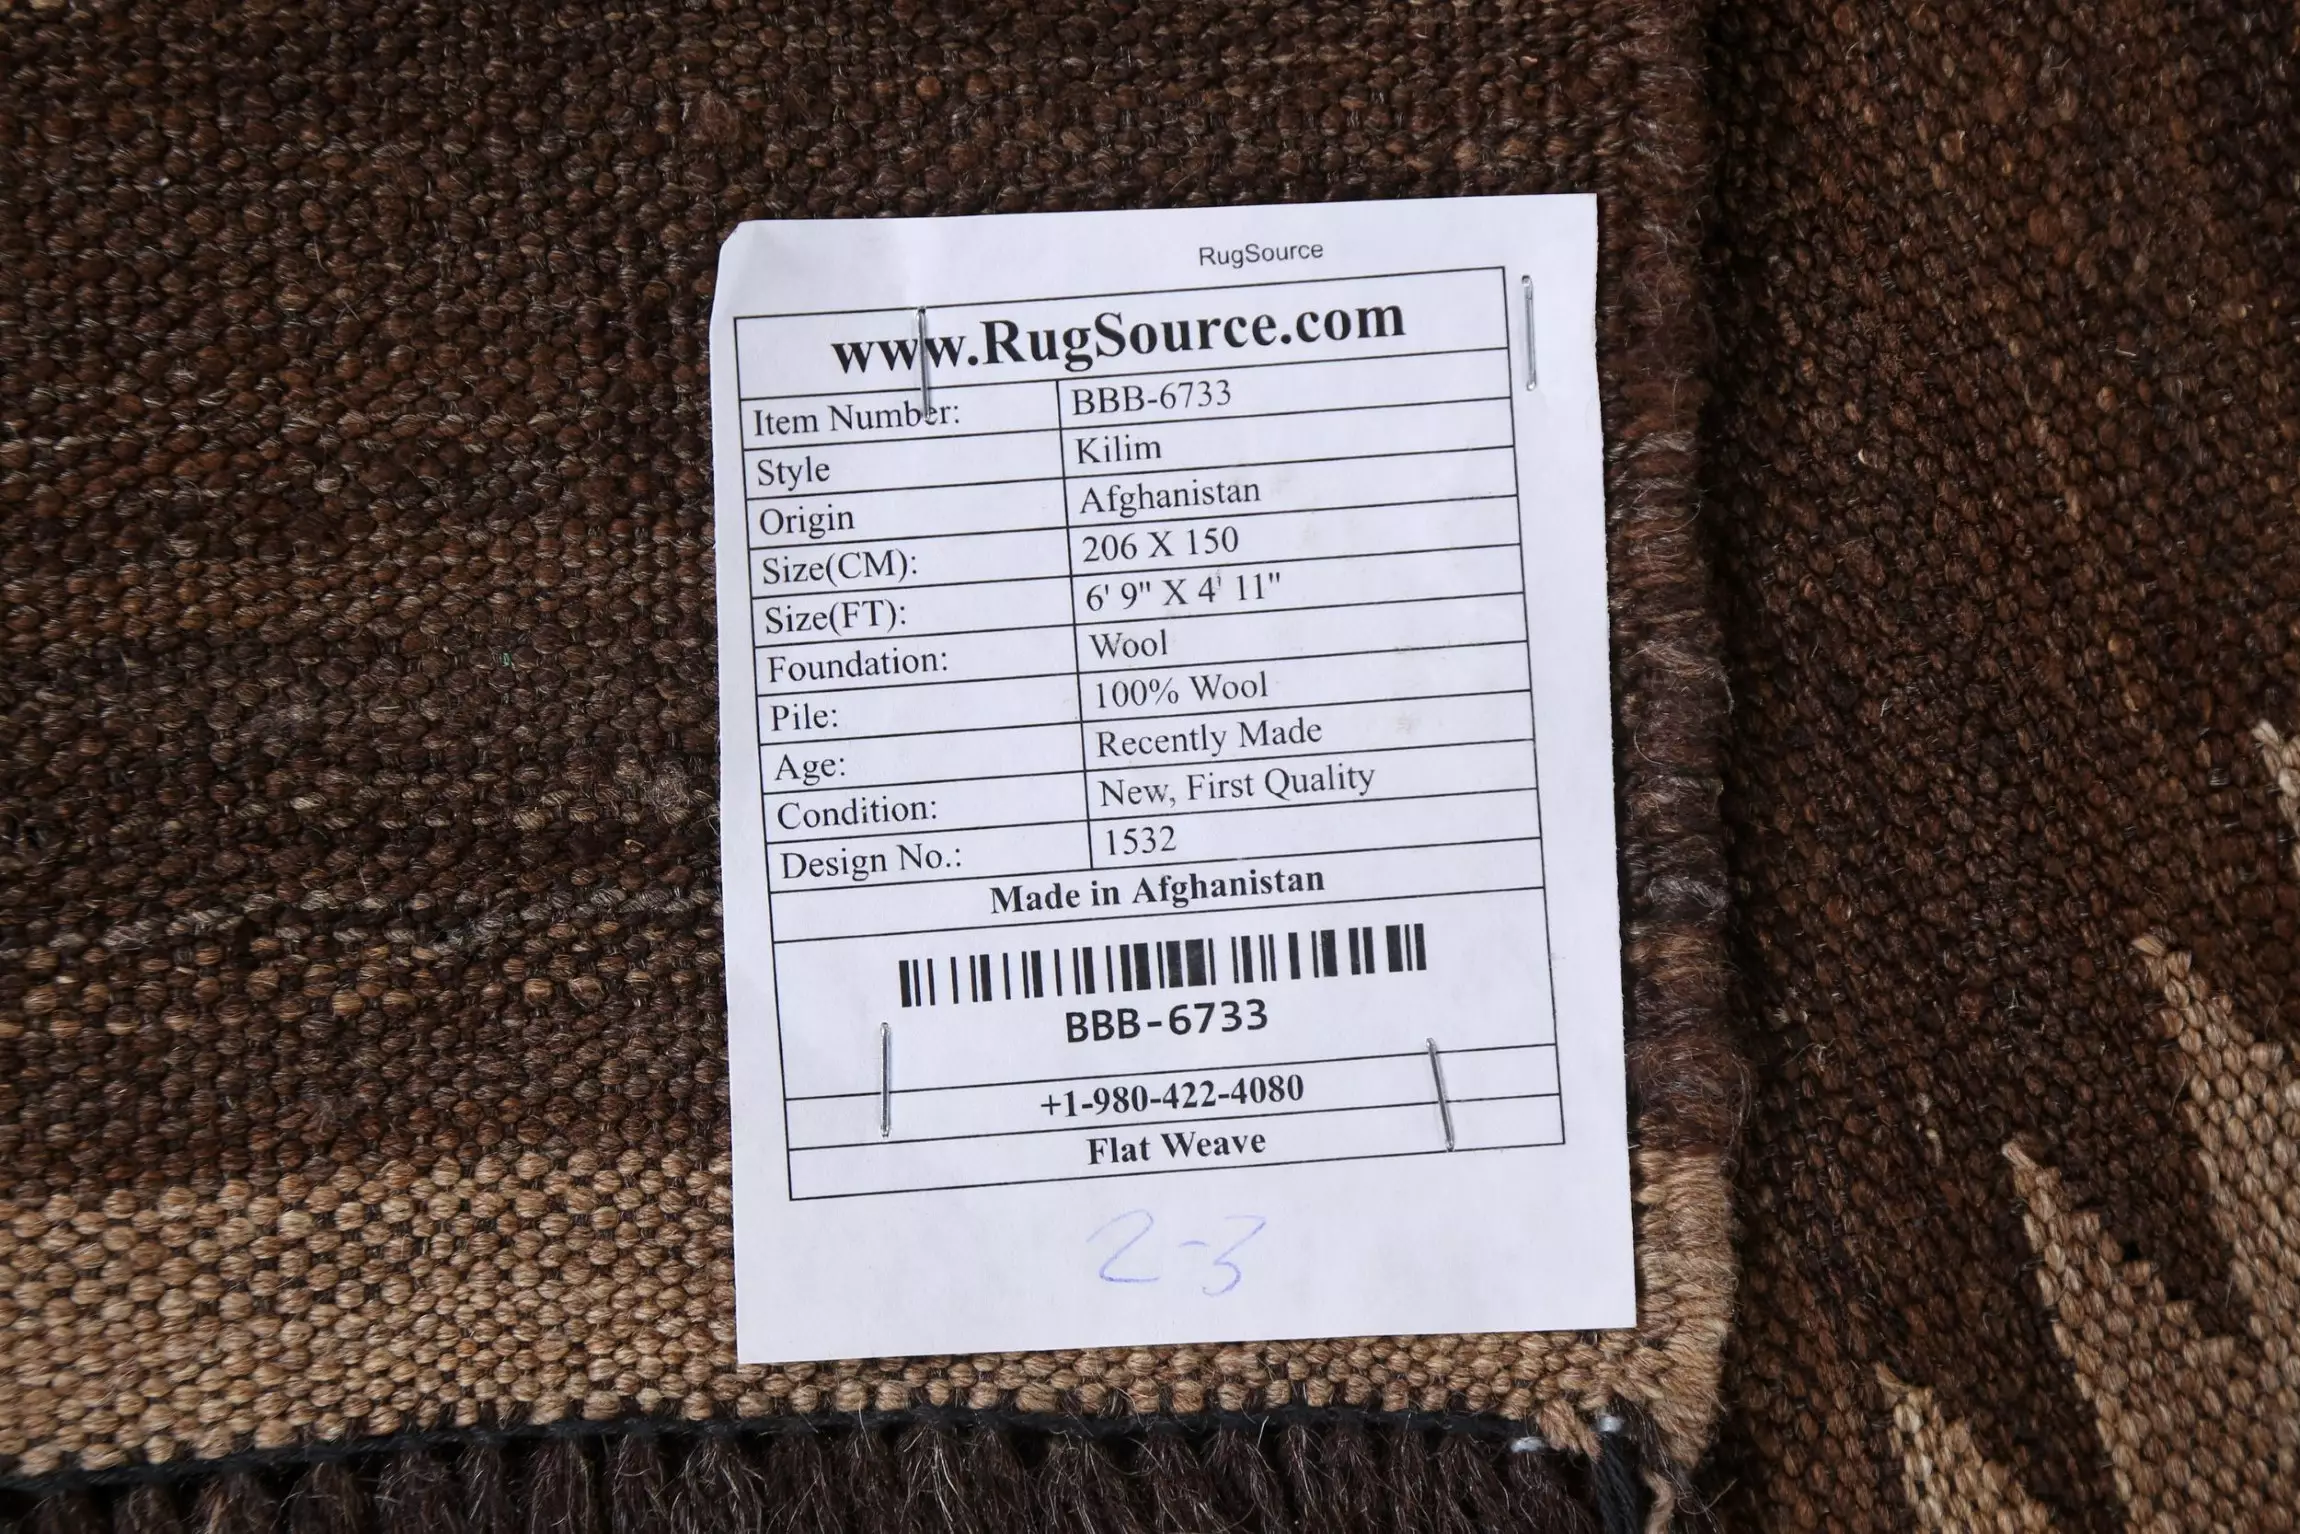 RugSource
www.RugSource.com
Item Number: BBB-6733
Style Kilim
Origin Afghanistan
Size(CM): 206 X 150
Size(FT): 6' 9" X 4' 11"
Foundation: Wool
Pile: 100% Wool
Age: Recently Made
Condition: New, First Quality
Design No.: 1532
Made in Afghanistan
BBB-6733
+1-980-422-4080
Flat Weave
2-3